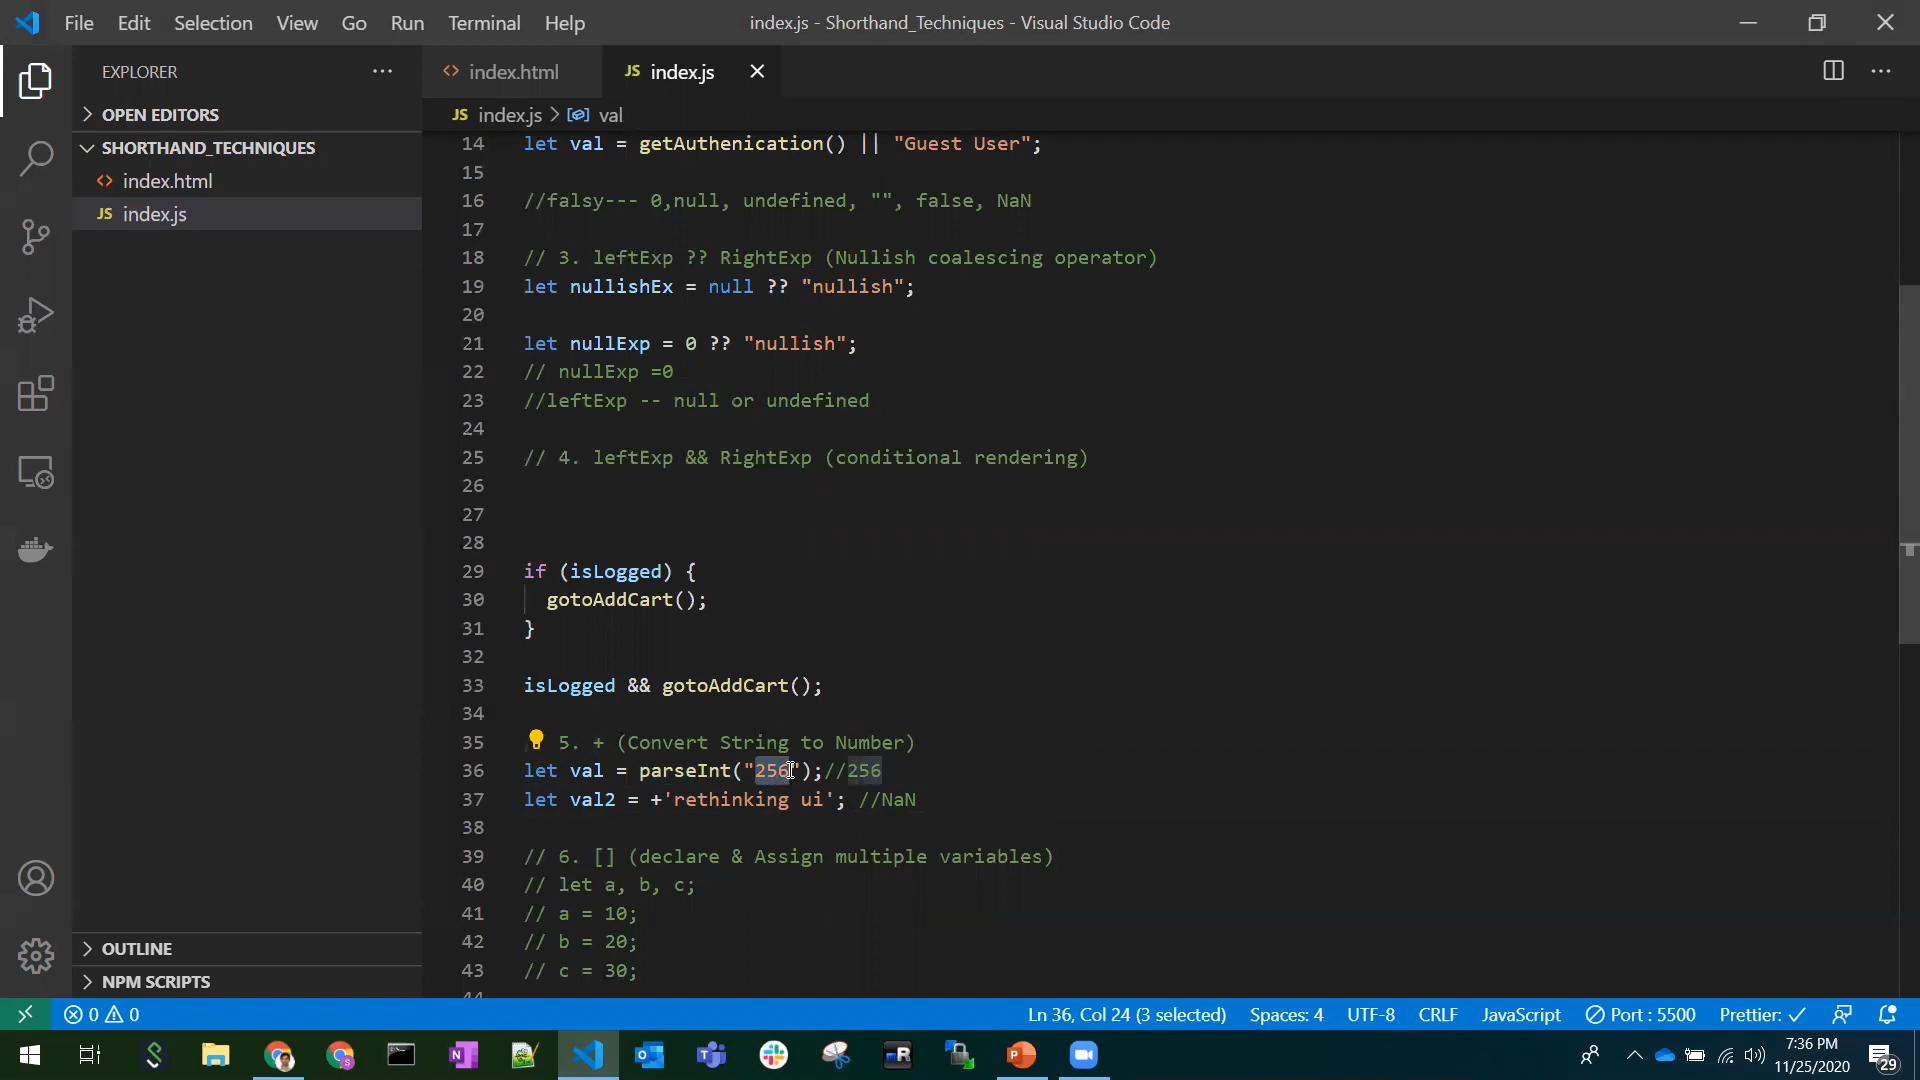 File Edit Selection View Go Run Terminal Help
index.js - Shorthand_Techniques - Visual Studio Code
EXPLORER
index.html
JS index.js
OPEN EDITORS
JS index.js > val
SHORTHAND_TECHNIQUES
index.html
JS index.js
14 let val = getAuthenication() || "Guest User";
15
16 //falsy--- 0,null, undefined, "", false, NaN
17
18 // 3. leftExp ?? RightExp (Nullish coalescing operator)
19 let nullishEx = null ?? "nullish";
20
21 let nullExp = 0 ?? "nullish";
22 // nullExp =0
23 //leftExp -- null or undefined
24
25 // 4. leftExp && RightExp (conditional rendering)
26
27
28
29 if (isLogged) {
30 gotoAddCart();
31 }
32
33 isLogged && gotoAddCart();
34
35 5. + (Convert String to Number)
36 let val = parseInt("256");//256
37 let val2 = +'rethinking ui'; //NaN
38
39 // 6. [] (declare & Assign multiple variables)
40 // let a, b, c;
41 // a = 10;
42 // b = 20;
43 // c = 30;
44
OUTLINE
NPM SCRIPTS
0 0
Ln 36, Col 24 (3 selected) Spaces: 4 UTF-8 CRLF JavaScript Port : 5500 Prettier: ✓
7:36 PM
11/25/2020
29